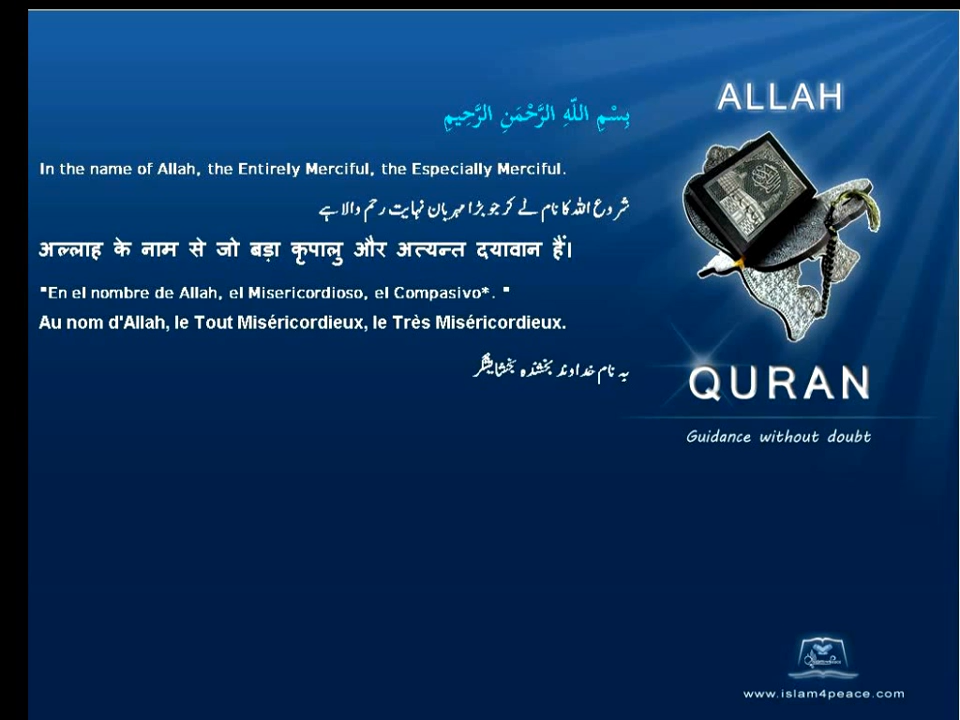 بِسْمِ اللّهِ الرَّحْمَنِ الرَّحِيمِ
In the name of Allah, the Entirely Merciful, the Especially Merciful.
شروع اللہ کا نام لے کر جو بڑا مہربان نہایت رحم والا ہے
अल्लाह के नाम से जो बड़ा कृपालु और अत्यन्त दयावान हैं।
"En el nombre de Allah, el Misericordioso, el Compasivo*. "
Au nom d'Allah, le Tout Miséricordieux, le Très Miséricordieux.
به نام خداوند بخشنده بخشایشگر
ALLAH
QURAN
Guidance without doubt
www.islam4peace.com